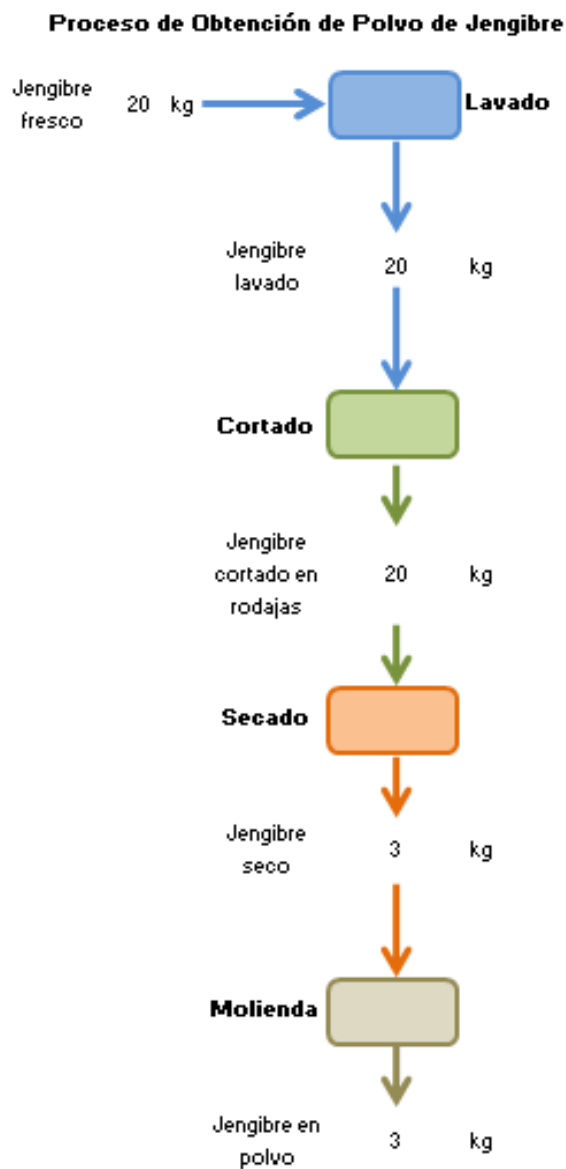 Proceso de Obtención de Polvo de Jengibre
Jengibre
fresco
20 kg
Lavado
Jengibre
lavado
20 kg
Cortado
Jengibre
cortado en
rodajas
20 kg
Secado
Jengibre
seco
3 kg
Molienda
Jengibre en
polvo
3 kg